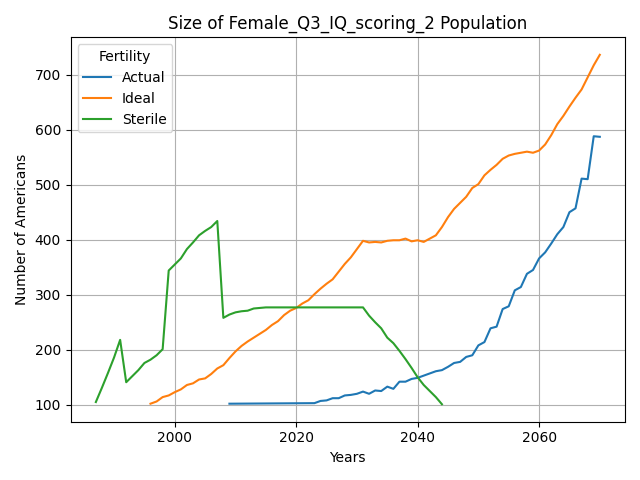 Size of Female_Q3_IQ_scoring_2 Population
Fertility
Actual
Ideal
Sterile
Number of Americans
700
600
500
400
300
200
100
2000 2020 2040 2060
Years